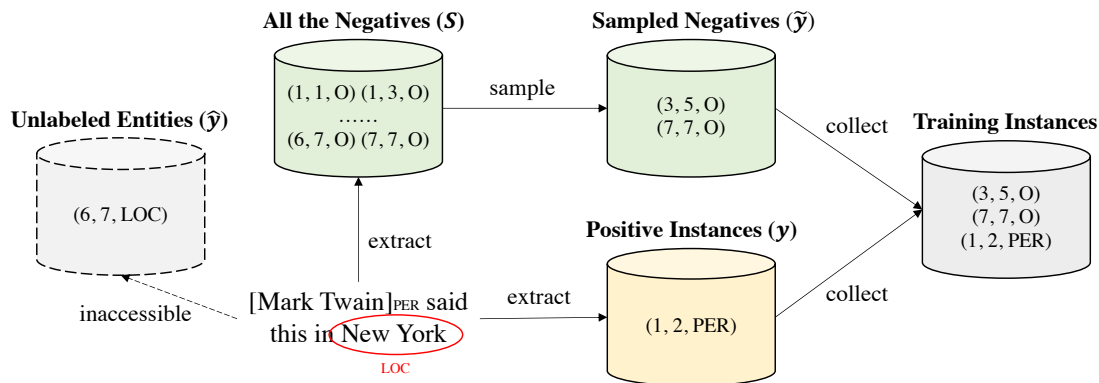 All the Negatives (S)
(1, 1, O) (1, 3, O)
……
(6, 7, O) (7, 7, O)
sample
Sampled Negatives (ỹ)
(3, 5, O)
(7, 7, O)
collect
Unlabeled Entities (ŷ)
(6, 7, LOC)
inaccessible
extract
[Mark Twain]PER said
this in New York
LOC
extract
Positive Instances (y)
(1, 2, PER)
collect
Training Instances
(3, 5, O)
(7, 7, O)
(1, 2, PER)